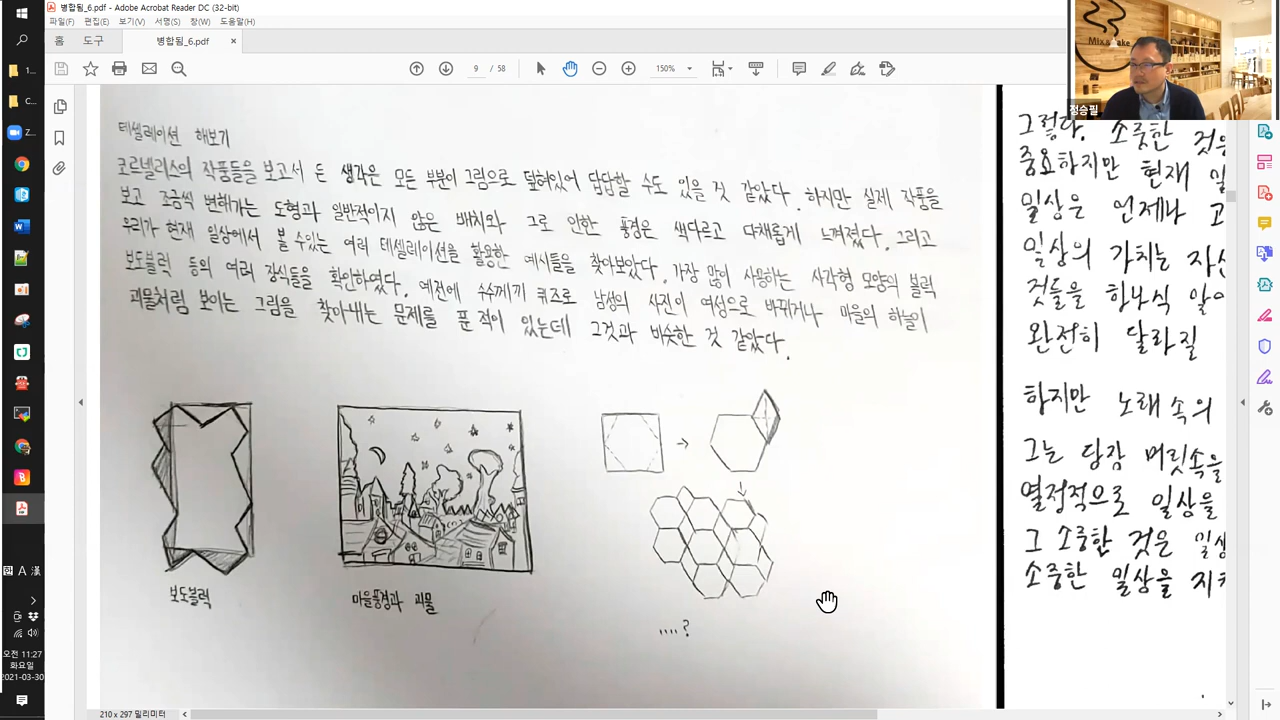 병합됨_6.pdf - Adobe Acrobat Reader DC (32-bit)
파일(F) 편집(E) 보기(V) 서명(S) 창(W) 도움말(H)
홈 도구 병합됨_6.pdf ×
9 / 58 150%
테셀레이션 해보기
코르넬리스의 작품들을 보고서 든 생각은 모든 부분이 그림으로 덮혀있어 답답할 수도 있을 것 같았다. 하지만 실제 작품을
보고 조금씩 변해가는 도형과 일반적이지 않은 배치와 그로 인한 풍경은 색다르고 다채롭게 느껴졌다. 그리고
우리가 현재 일상에서 볼 수있는 여러 테셀레이션을 활용한 예시들을 찾아보았다. 가장 많이 사용하는 사각형 모양의 블럭
보도블럭 등의 여러 장식들을 확인하였다. 예전에 수수께끼 퀴즈로 남성의 사진이 여성으로 바뀌거나 마을의 하늘이
괴물처럼 보이는 그림을 찾아내는 문제를 푼 적이 있는데 그것과 비슷한 것 같았다.
보도블럭
마을풍경과 괴물
....?
그렇다. 소중한 것은
중요하지만 현재 일
일상은 언제나 고
일상의 가치는 자신
것들을 하나씩 알아
완전히 달라질
하지만 노래 속의
그는 당장 머릿속을
열정적으로 일상을
그 소중한 것은 일상
소중한 일상을 지키
Mix&Bake
정승필
1...
C...
Z...
한 A 漢
오전 11:27
화요일
2021-03-30
210 x 297 밀리미터